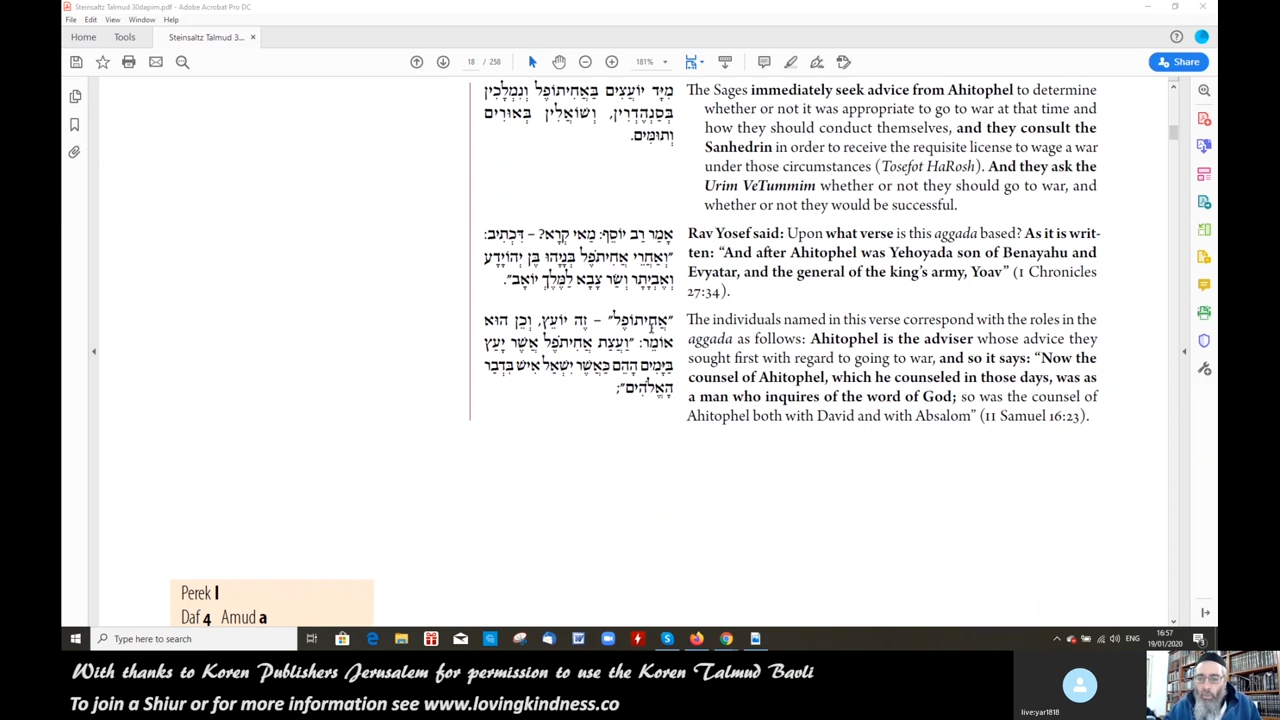 Steinsaltz Talmud 30dapim.pdf - Adobe Acrobat Pro DC
File Edit View Window Help
Home Tools Steinsaltz Talmud 3... ×
18 / 258 181% Share
מִיָּד יוֹעֲצִים בַּאֲחִיתוֹפֶל וְנִמְלָכִין
בְּסַנְהֶדְרִין, וְשׁוֹאֲלִין בְּאוּרִים
וְתוּמִּים.
The Sages immediately seek advice from Ahitophel to determine
whether or not it was appropriate to go to war at that time and
how they should conduct themselves, and they consult the
Sanhedrin in order to receive the requisite license to wage a war
under those circumstances (Tosefot HaRosh). And they ask the
Urim VeTummim whether or not they should go to war, and
whether or not they would be successful.
אָמַר רַב יוֹסֵף: מַאי קְרָא? – דִּכְתִיב:
״וְאַחֲרֵי אֲחִיתֹפֶל בְּנָיָהוּ בֶּן יְהוֹיָדָע
וְאֶבְיָתָר וְשַׂר צָבָא לַמֶּלֶךְ יוֹאָב״.
Rav Yosef said: Upon what verse is this aggada based? As it is writ-
ten: “And after Ahitophel was Yehoyada son of Benayahu and
Evyatar, and the general of the king’s army, Yoav” (I Chronicles
27:34).
״אֲחִיתוֹפֶל״ – זֶה יוֹעֵץ, וְכֵן הוּא
אוֹמֵר: ״וַעֲצַת אֲחִיתֹפֶל אֲשֶׁר יָעַץ
בַּיָּמִים הָהֵם כַּאֲשֶׁר יִשְׁאַל אִישׁ בִּדְבַר
הָאֱלֹהִים״;
The individuals named in this verse correspond with the roles in the
aggada as follows: Ahitophel is the adviser whose advice they
sought first with regard to going to war, and so it says: “Now the
counsel of Ahitophel, which he counseled in those days, was as
a man who inquires of the word of God; so was the counsel of
Ahitophel both with David and with Absalom” (II Samuel 16:23).
Perek I
Daf 4 Amud a
Type here to search
ENG 16:57
19/01/2020
With thanks to Koren Publishers Jerusalem for permission to use the Koren Talmud Bavli
To join a Shiur or for more information see www.lovingkindness.co
live:yar1818